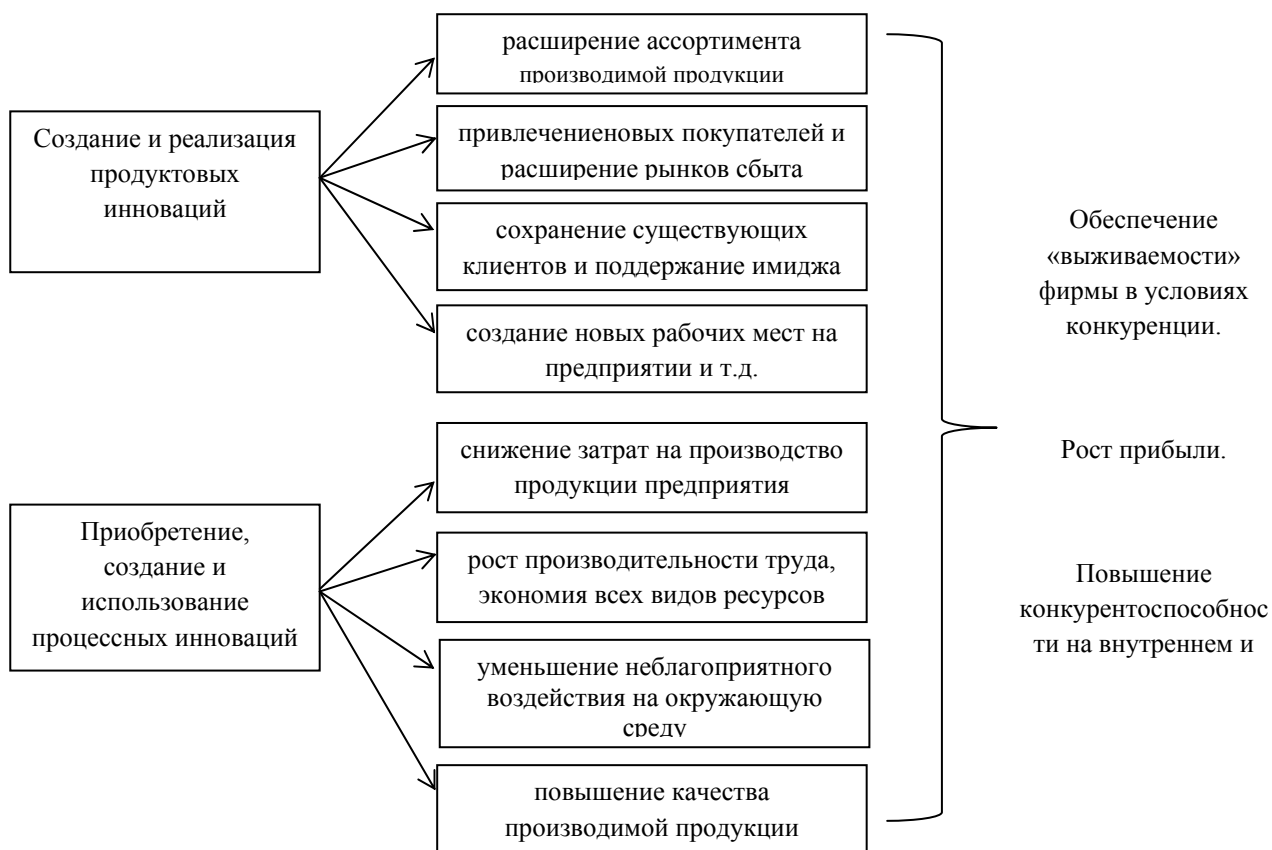 расширение ассортимента
производимой продукции
Создание и реализация
продуктовых
инноваций
привлечениеновых покупателей и
расширение рынков сбыта
сохранение существующих
клиентов и поддержание имиджа
создание новых рабочих мест на
предприятии и т.д.
Приобретение,
создание и
использование
процессных инноваций
снижение затрат на производство
продукции предприятия
рост производительности труда,
экономия всех видов ресурсов
уменьшение неблагоприятного
воздействия на окружающую
среду
повышение качества
производимой продукции
Обеспечение
«выживаемости»
фирмы в условиях
конкуренции.
Рост прибыли.
Повышение
конкурентоспособнос
ти на внутреннем и